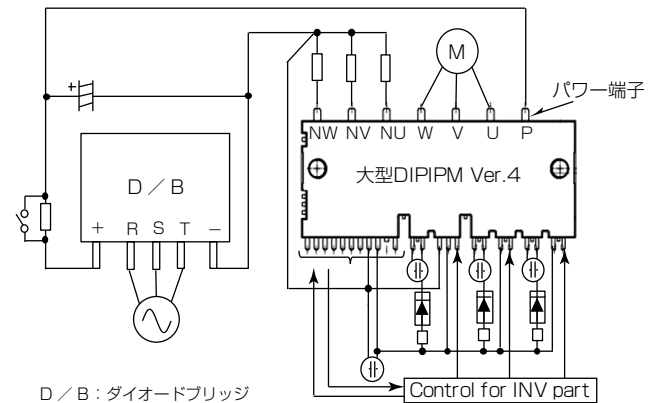 M
パワー端子
+
NW NV NU W V U P
大型DIPIPM Ver.4
D／B
+ R S T −
Control for INV part
D／B：ダイオードブリッジ